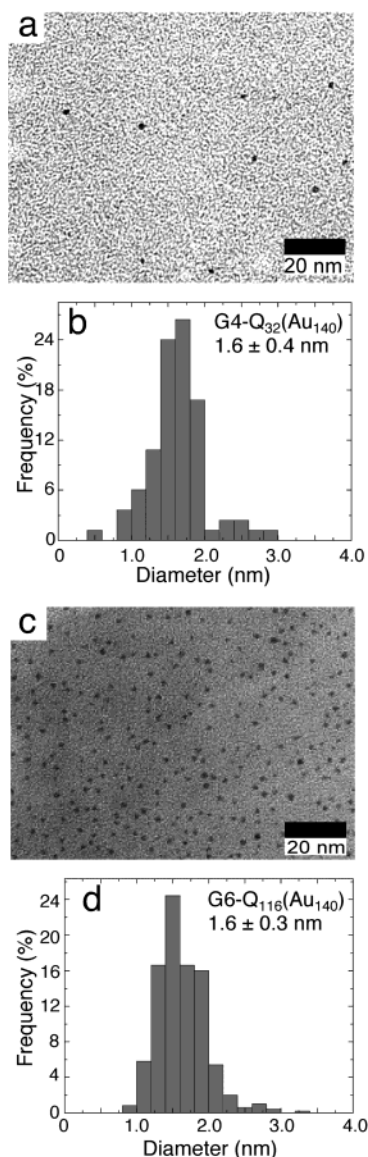 a
20 nm
b
G4-Q32(Au140)
1.6 ± 0.4 nm
24
18
12
6
0
Frequency (%)
0 1.0 2.0 3.0 4.0
Diameter (nm)
c
20 nm
d
G6-Q116(Au140)
1.6 ± 0.3 nm
24
20
16
12
8
4
0
Frequency (%)
0 1.0 2.0 3.0 4.0
Diameter (nm)